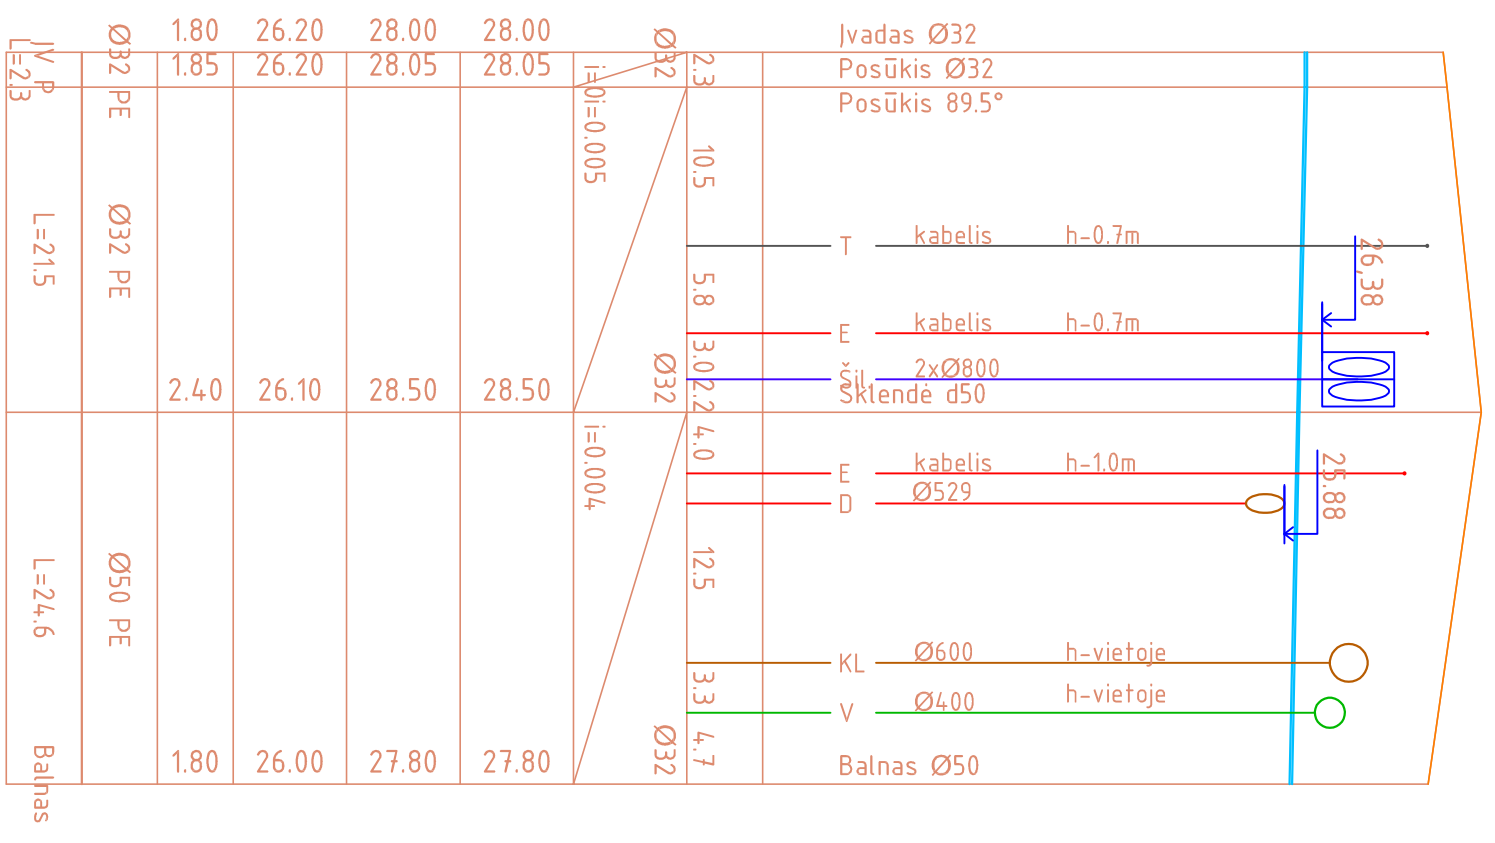 1.80 26.20 28.00 28.00 Įvadas Ø32
1.85 26.20 28.05 28.05 Posūkis Ø32
Posūkis 89.5°
ĮV P
L=2.3
Ø32 PE
i=0
i=0.005
Ø32
2.3
10.5
L=21.5
Ø32 PE
T kabelis h-0.7m
26,38
5.8
E kabelis h-0.7m
3.0
Ø32
Šil. 2xØ800
2.40 26.10 28.50 28.50 Sklendė d50
2.2
i=0.004
4.0
E kabelis h-1.0m
D Ø529
25.88
12.5
L=24.6
Ø50 PE
KL Ø600 h-vietoje
3.3
V Ø400 h-vietoje
4.7
Ø32
1.80 26.00 27.80 27.80 Balnas Ø50
Balnas